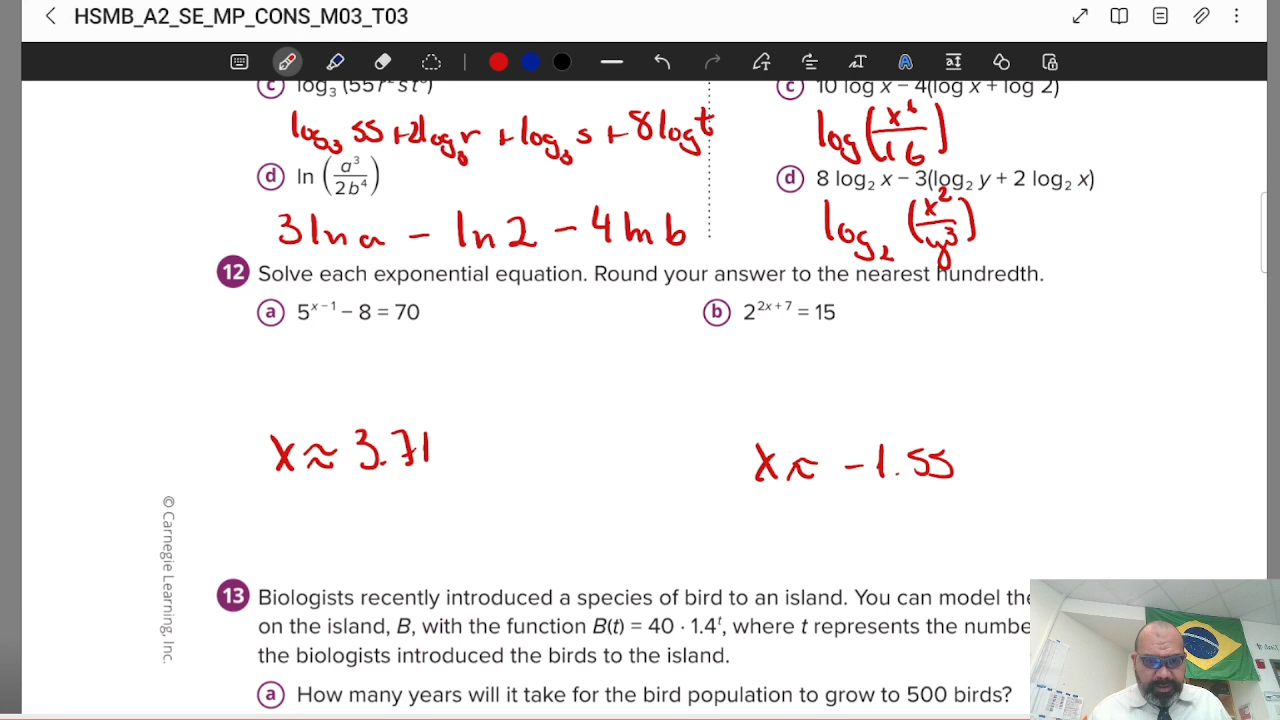 HSMB_A2_SE_MP_CONS_M03_T03
c log₃ (55r² st⁸)
c 10 log x – 4(log x + log 2)
log₃ 55 + 2log₈ r + log₈ s + 8log t
log (x⁶/16)
d ln (a³/2b⁴)
d 8 log₂ x – 3(log₂ y + 2 log₂ x)
3 ln a – ln 2 – 4 ln b
log₂ (x²/y³)
12 Solve each exponential equation. Round your answer to the nearest hundredth.
a 5ˣ⁻¹ – 8 = 70
b 2²ˣ⁺⁷ = 15
x ≈ 3.71
x ≈ -1.55
© Carnegie Learning, Inc.
13 Biologists recently introduced a species of bird to an island. You can model the
on the island, B, with the function B(t) = 40 · 1.4ᵗ, where t represents the numbe
the biologists introduced the birds to the island.
a How many years will it take for the bird population to grow to 500 birds?